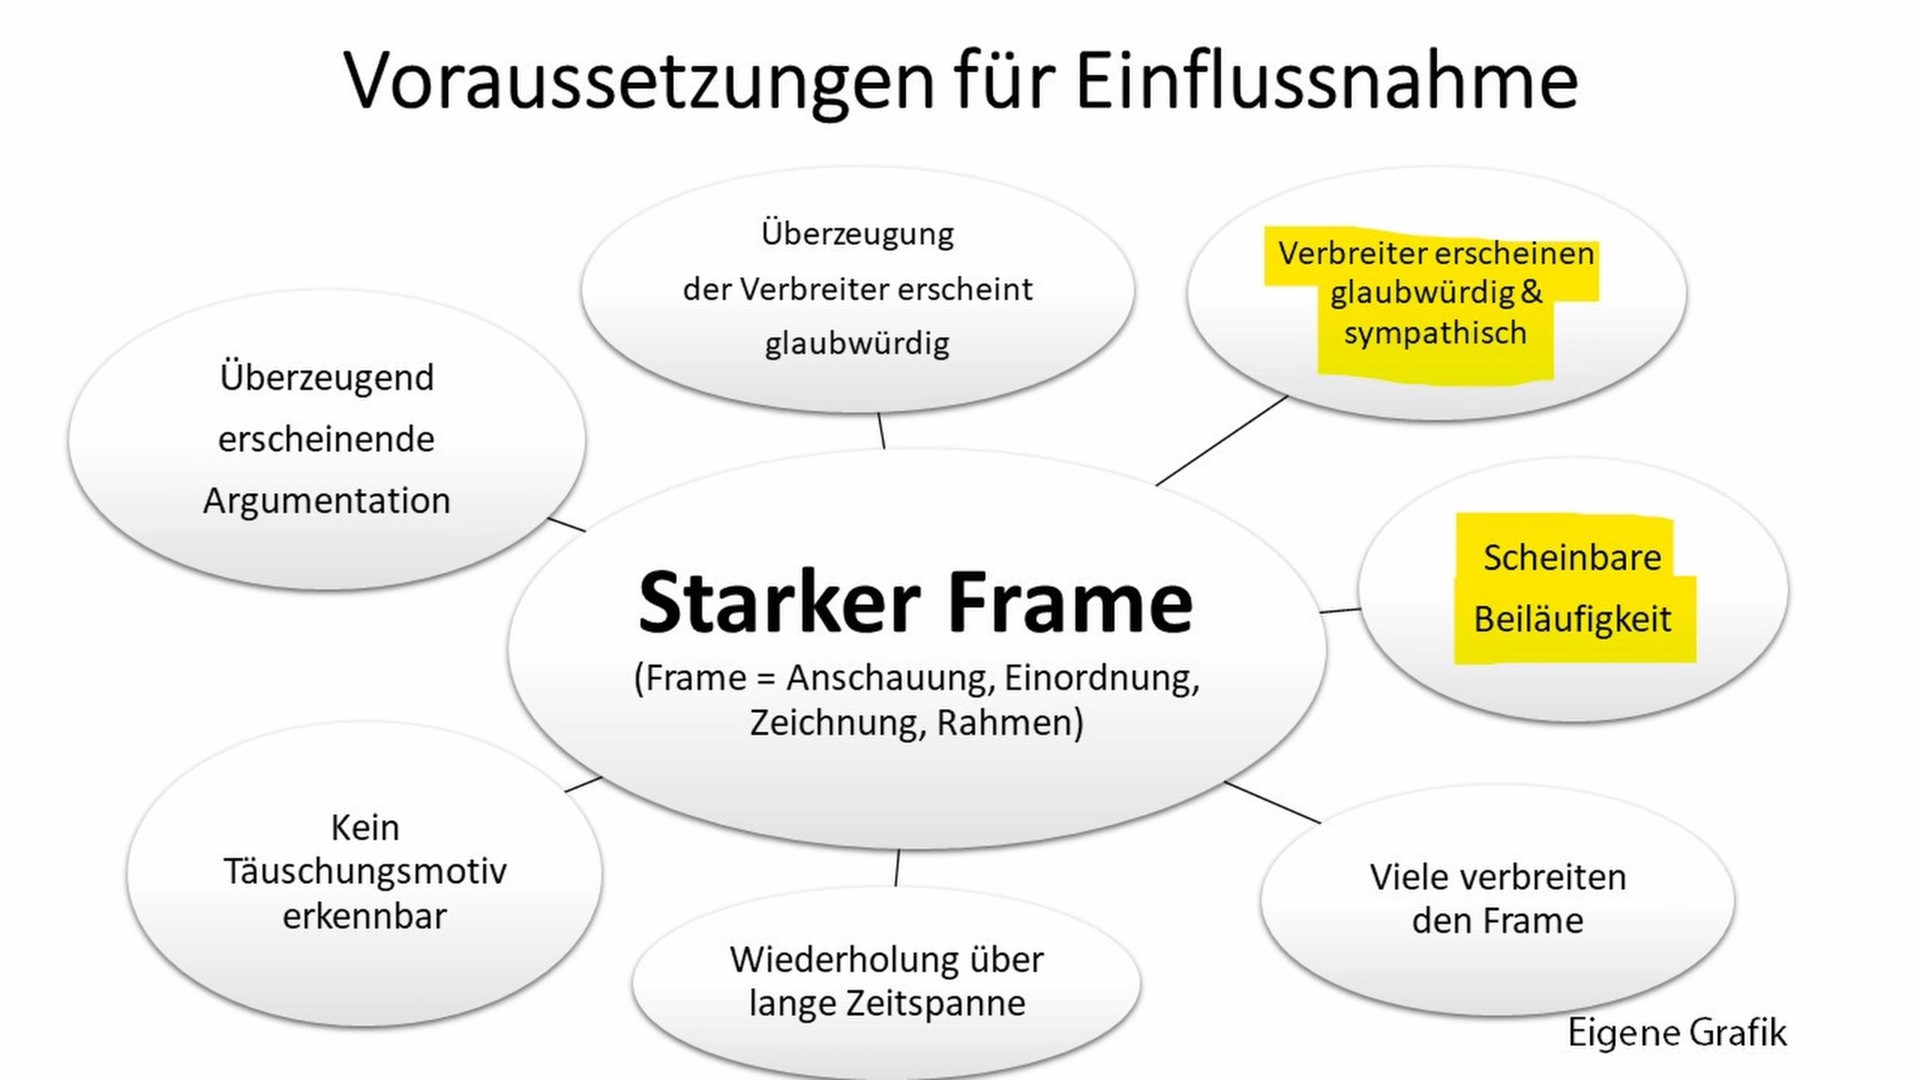 Voraussetzungen für Einflussnahme
Überzeugung
der Verbreiter erscheint
glaubwürdig
Verbreiter erscheinen
glaubwürdig &
sympathisch
Überzeugend
erscheinende
Argumentation
Scheinbare
Beiläufigkeit
Starker Frame
(Frame = Anschauung, Einordnung,
Zeichnung, Rahmen)
Kein
Täuschungsmotiv
erkennbar
Viele verbreiten
den Frame
Wiederholung über
lange Zeitspanne
Eigene Grafik